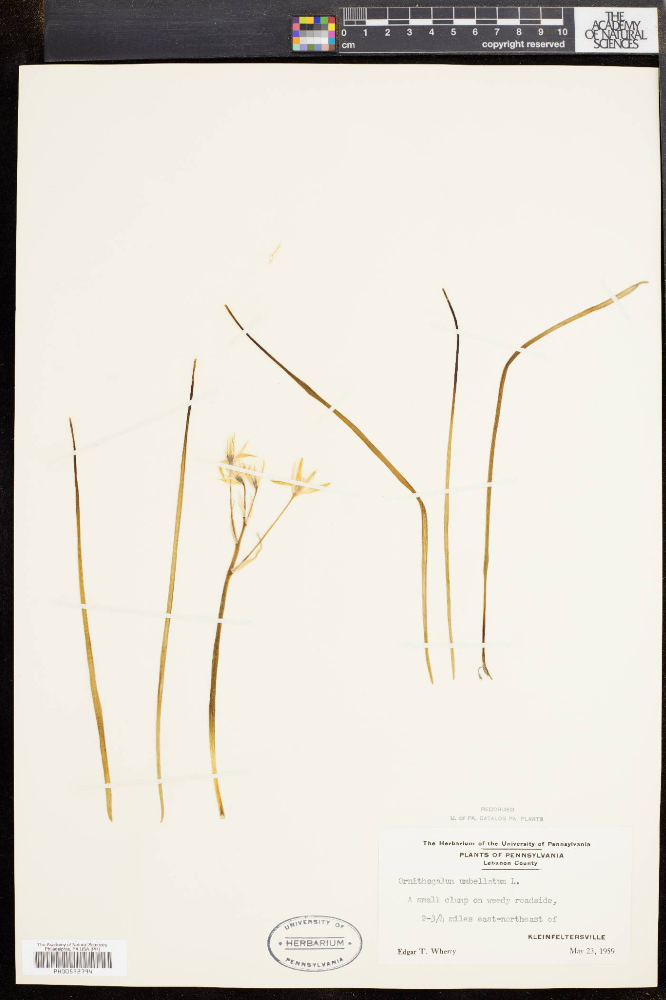 0 1 2 3 4 5 6 7 8 9 10
cm
copyright reserved
THE
ACADEMY
OF NATURAL
SCIENCES
RECORDED
U. OF PA. CATALOG PA. PLANTS
The Herbarium of the University of Pennsylvania
PLANTS OF PENNSYLVANIA
Lebanon County
Ornithogalum umbellatum L.
A small clump on weedy roadside,
2-3/4 miles east-northeast of
KLEINFELTERSVILLE
Edgar T. Wherry May 23, 1959
UNIVERSITY OF
* HERBARIUM *
PENNSYLVANIA
The Academy of Natural Sciences
Philadelphia, PA USA (PH)
PH00592794